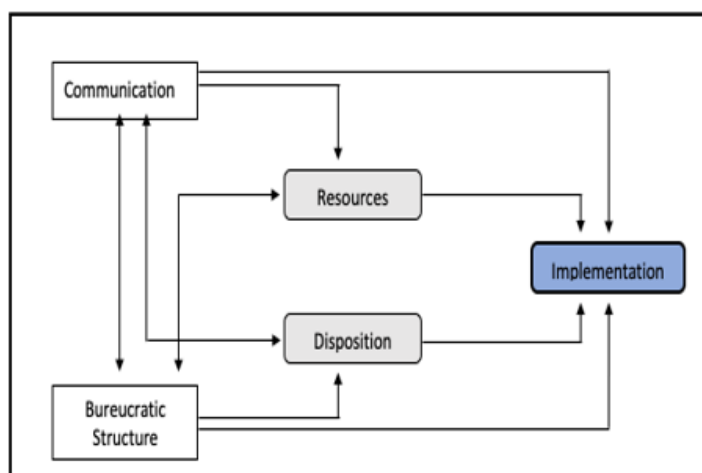 Communication
Resources
Implementation
Disposition
Bureucratic
Structure